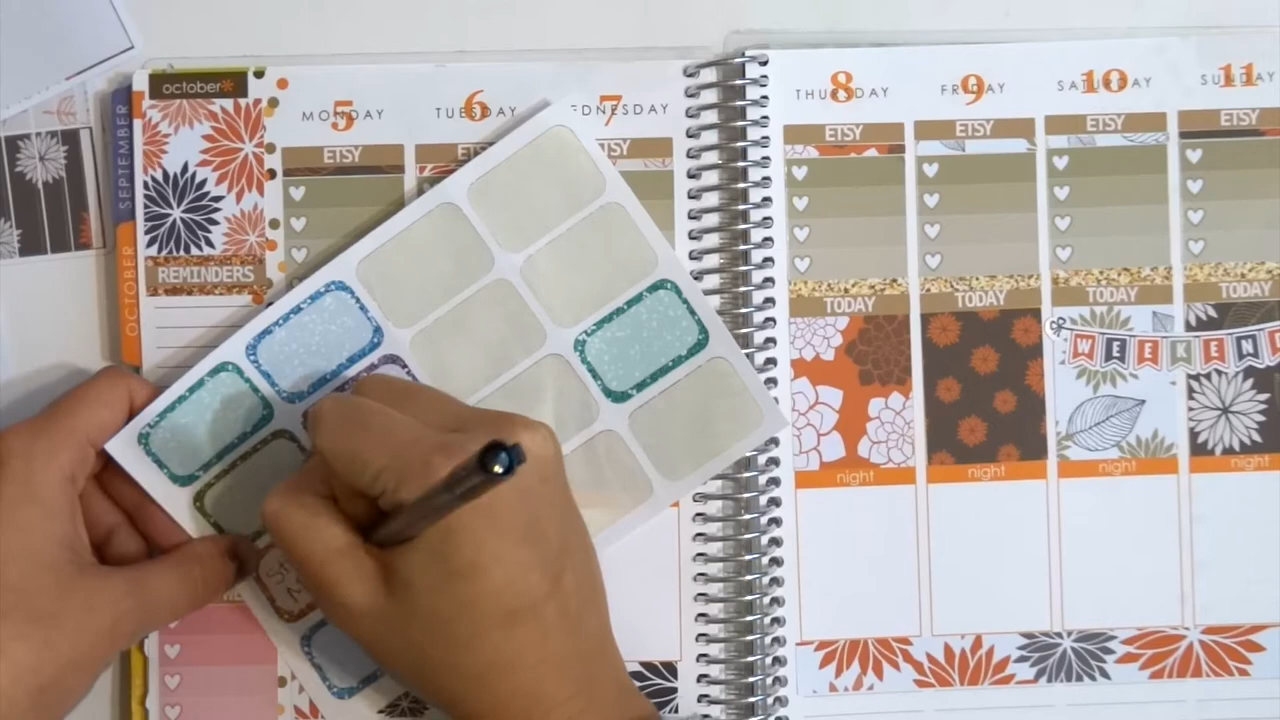 october*
SEPTEMBER
OCTOBER
REMINDERS
5 MONDAY
6 TUESDAY
7
8 THURSDAY
9 FRIDAY
10 SATURDAY
11 SUNDAY
ETSY
ETSY
ETSY
ETSY
ETSY
TODAY
TODAY
TODAY
TODAY
WEEKEND
night
night
night
night